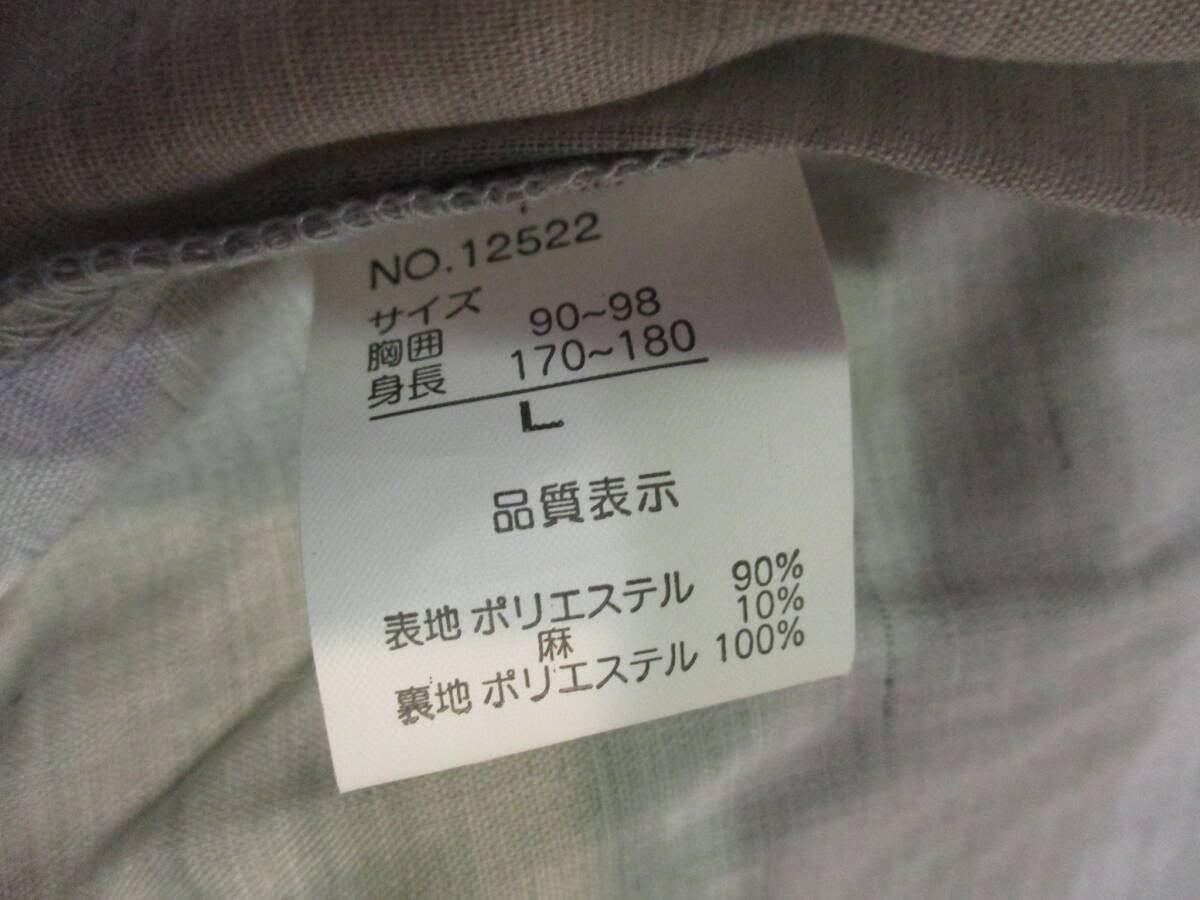 NO.12522
サイズ
胸囲 90~98
身長 170~180
L
品質表示
表地 ポリエステル 90%
麻 10%
裏地 ポリエステル 100%